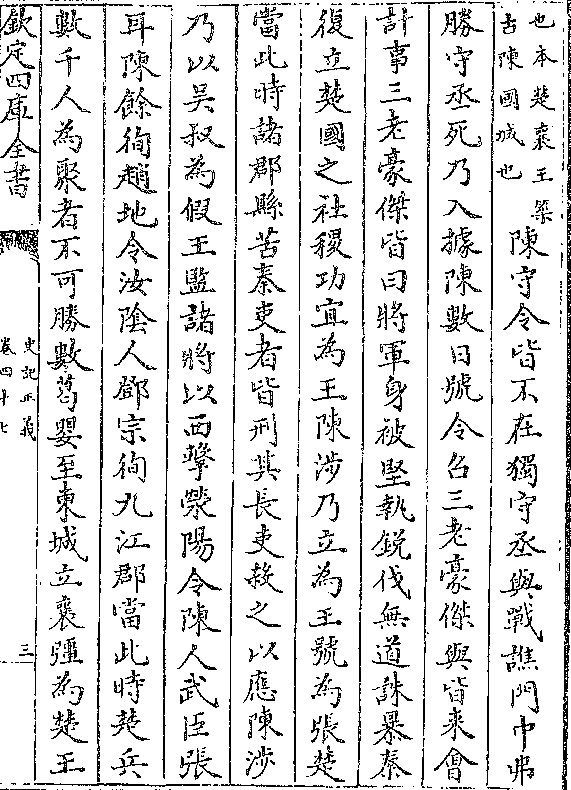 也本楚襄王築
古陳國城也
陳守令皆不在獨守丞與戰譙門中弗
勝守丞死乃入據陳數日號令召三老豪傑與皆來會
計事三老豪傑皆曰將軍身被堅執銳伐無道誅暴秦
復立楚國之社稷功宜為王陳涉乃立為王號為張楚
當此時諸郡縣苦秦吏者皆刑其長吏殺之以應陳涉
乃以吳叔為假王監諸將以西擊滎陽令陳人武臣張
耳陳餘徇趙地令汝陰人鄧宗徇九江郡當此時楚兵
數千人為聚者不可勝數葛嬰至東城立襄彊為楚王
欽定四庫全書
史記正義
卷四十七
三